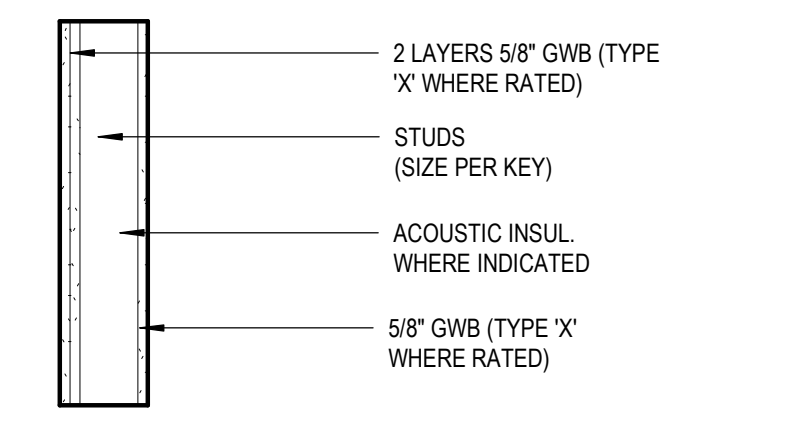 2 LAYERS 5/8" GWB (TYPE
'X' WHERE RATED)
STUDS
(SIZE PER KEY)
ACOUSTIC INSUL.
WHERE INDICATED
5/8" GWB (TYPE 'X'
WHERE RATED)